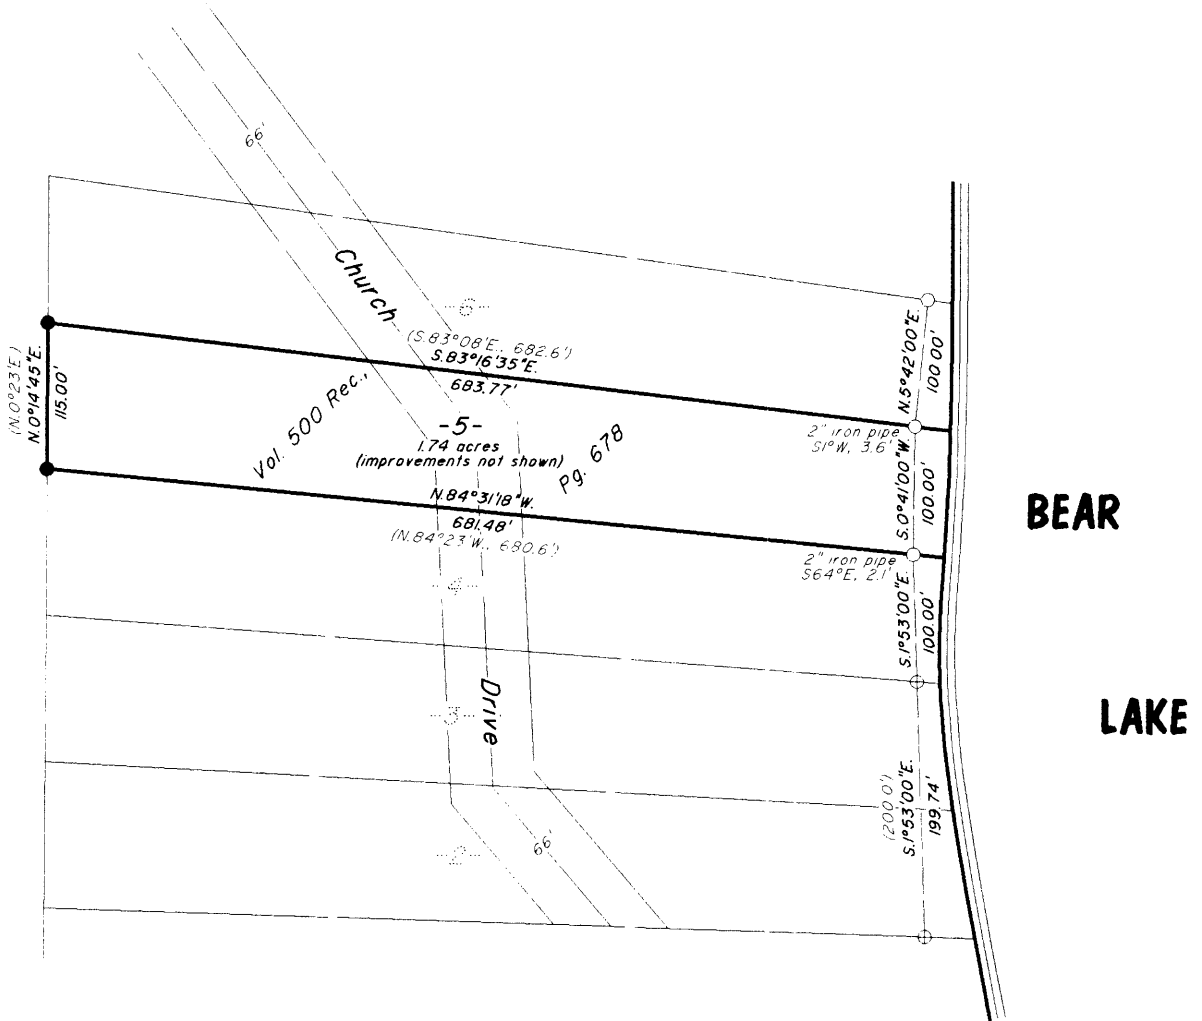 66'
Church
-6-
(S.83°08'E., 682.6')
S.83°16'35"E.
683.77'
(N.0°23'E.)
N.0°14'45"E.
115.00'
Vol. 500 Rec.,
Pg. 678
-5-
1.74 acres
(improvements not shown)
N.84°31'18"W.
681.48'
(N.84°23'W., 680.6')
N.5°42'00"E.
100.00'
2" iron pipe
S1°W, 3.6'
S.0°41'00"W.
100.00'
2" iron pipe
S64°E, 2.1'
S.1°53'00"E.
100.00'
BEAR
LAKE
-4-
-3-
Drive
(200.0')
S.1°53'00"E.
199.74'
-2-
66'